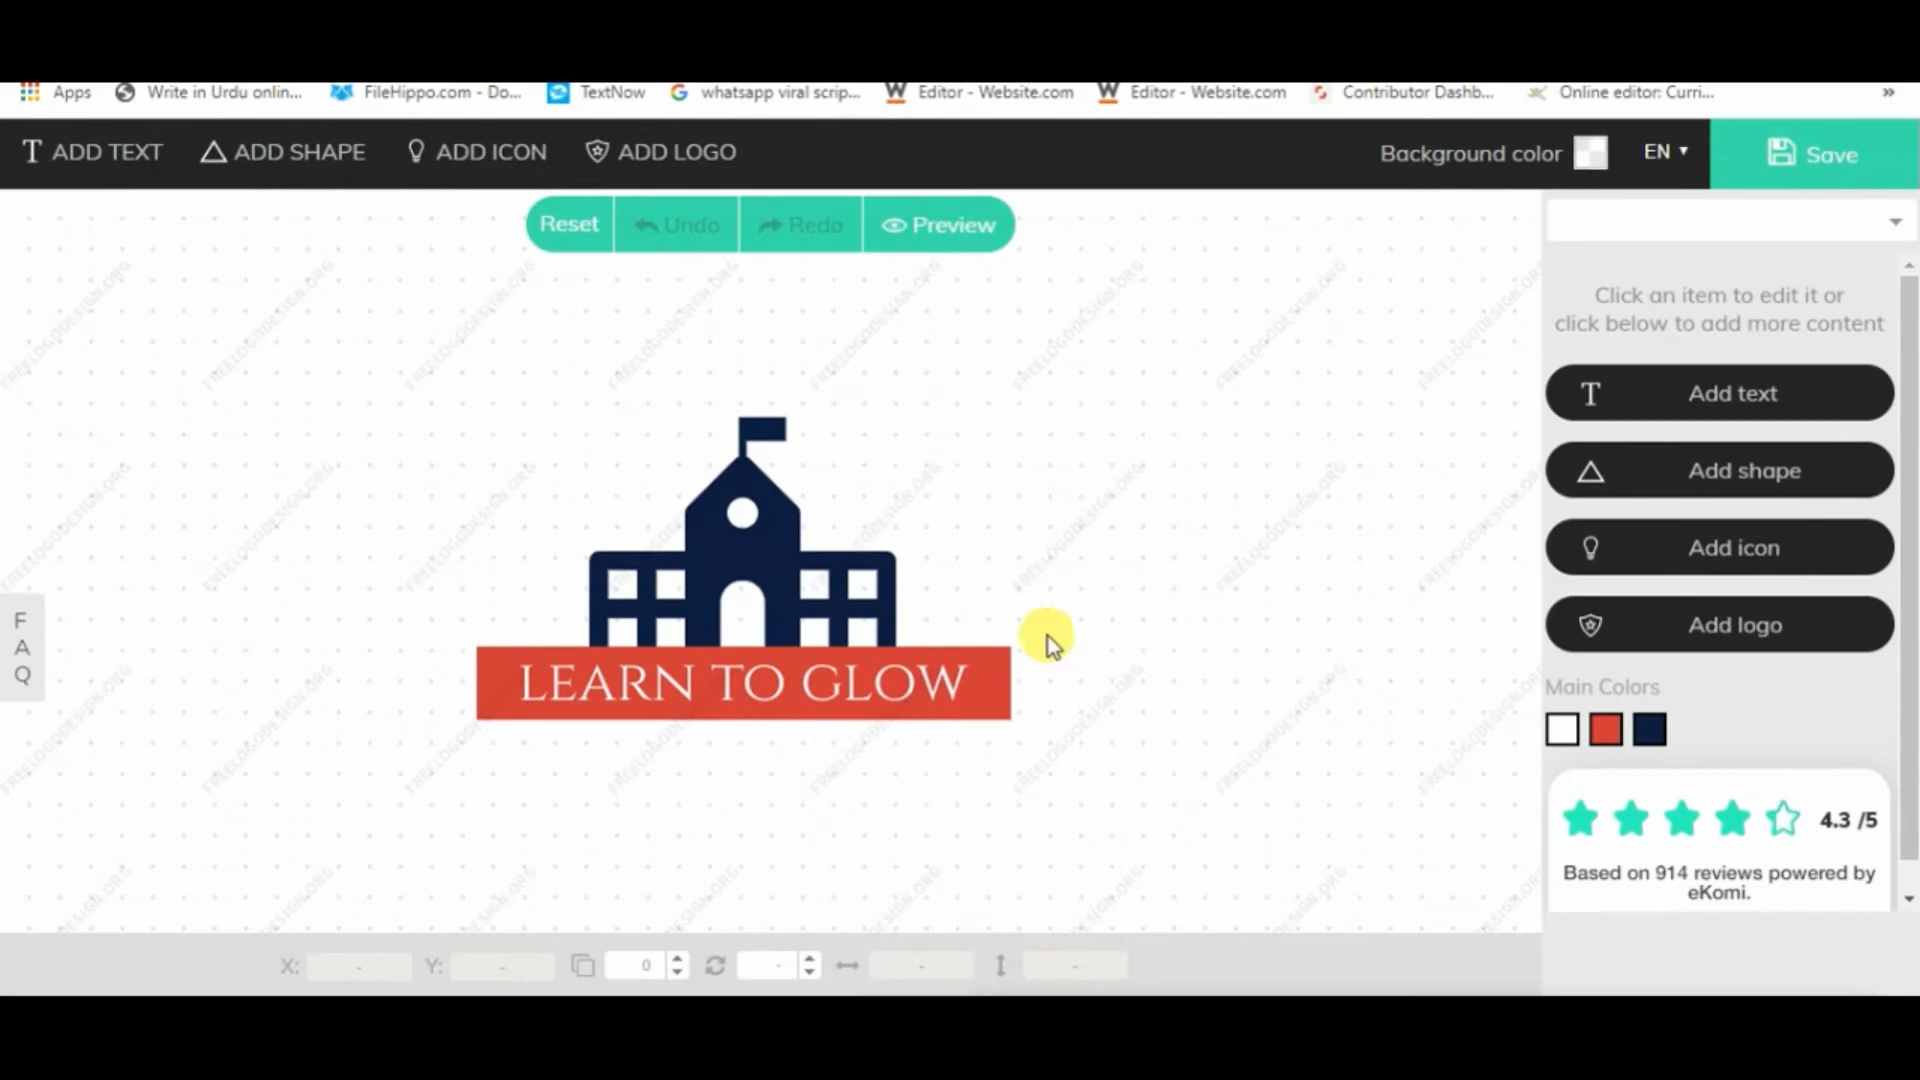 Apps
Write in Urdu onlin...
FileHippo.com - Do...
TextNow
whatsapp viral scrip...
Editor - Website.com
Editor - Website.com
Contributor Dashb...
Online editor: Curri...
»
ADD TEXT
ADD SHAPE
ADD ICON
ADD LOGO
Background color
EN
Save
Reset
Undo
Redo
Preview
Click an item to edit it or
click below to add more content
Add text
Add shape
Add icon
Add logo
Main Colors
4.3 /5
Based on 914 reviews powered by
eKomi.
F
A
Q
LEARN TO GLOW
FREELOGODESIGN.ORG
X: -
Y: -
0
-
-
-